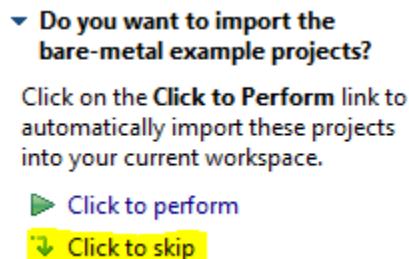 Do you want to import the
bare-metal example projects?
Click on the Click to Perform link to
automatically import these projects
into your current workspace.
Click to perform
Click to skip